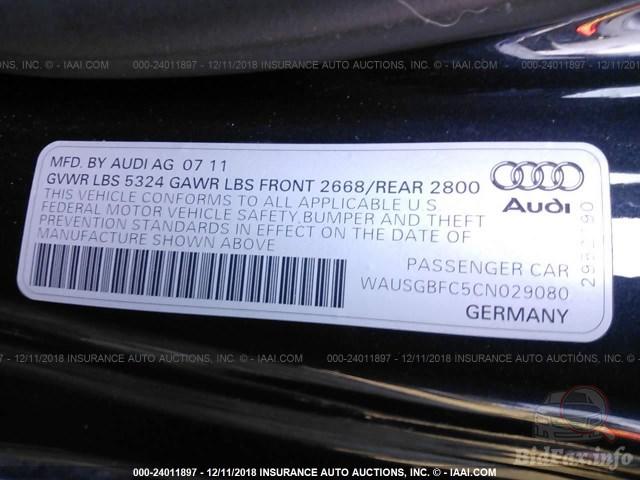 000-24011897 - 12/11/2018 INSURANCE AUTO AUCTIONS, INC. © - IAAI.COM
MFD. BY AUDI AG 07 11
GVWR LBS 5324 GAWR LBS FRONT 2668/REAR 2800
THIS VEHICLE CONFORMS TO ALL APPLICABLE U S
FEDERAL MOTOR VEHICLE SAFETY, BUMPER AND THEFT
PREVENTION STANDARDS IN EFFECT ON THE DATE OF
MANUFACTURE SHOWN ABOVE
Audi
PASSENGER CAR
WAUSGBFC5CN029080
GERMANY
000-24011897 - 12/11/2018 INSURANCE AUTO AUCTIONS, INC. © - IAAI.COM
BidFax.info
000-24011897 - 12/11/2018 INSURANCE AUTO AUCTIONS, INC. © - IAAI.COM